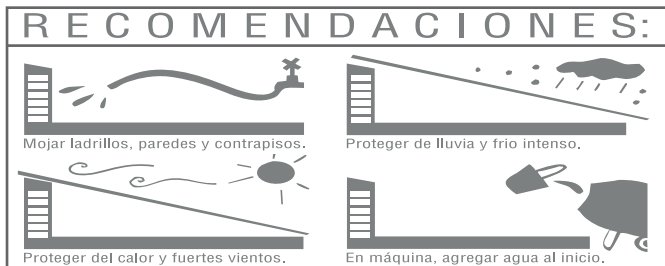 RECOMENDACIONES:
Mojar ladrillos, paredes y contrapisos.
Proteger de lluvia y frio intenso.
Proteger del calor y fuertes vientos.
En máquina, agregar agua al inicio.